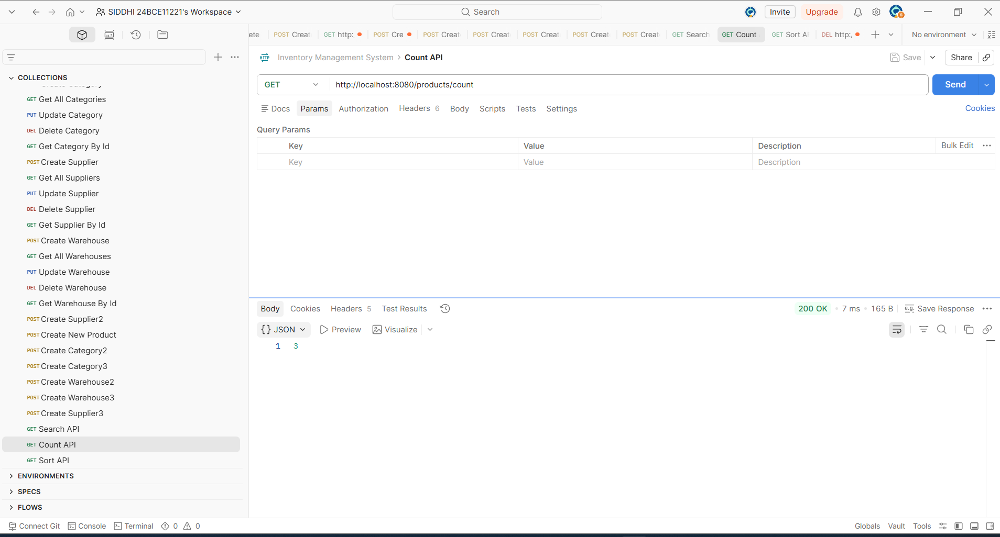 SIDDHI 24BCE11221's Workspace
Search
Invite
Upgrade
ete
POST Creat
GET http:
POST Cre
POST Creat
POST Creat
POST Creat
POST Creat
POST Creat
GET Search
GET Count
GET Sort A
DEL http:
No environment
HTTP
Inventory Management System > Count API
Save
Share
COLLECTIONS
Create Category
GET Get All Categories
PUT Update Category
DEL Delete Category
GET Get Category By Id
POST Create Supplier
GET Get All Suppliers
PUT Update Supplier
DEL Delete Supplier
GET Get Supplier By Id
POST Create Warehouse
GET Get All Warehouses
PUT Update Warehouse
DEL Delete Warehouse
GET Get Warehouse By Id
POST Create Supplier2
POST Create New Product
POST Create Category2
POST Create Category3
POST Create Warehouse2
POST Create Warehouse3
POST Create Supplier3
GET Search API
GET Count API
GET Sort API
ENVIRONMENTS
SPECS
FLOWS
GET
http://localhost:8080/products/count
Send
Docs
Params
Authorization
Headers 6
Body
Scripts
Tests
Settings
Cookies
Query Params
Key Value Description Bulk Edit
Key Value Description
Body
Cookies
Headers 5
Test Results
200 OK
7 ms
165 B
e.g. Save Response
{} JSON
Preview
Visualize
1 3
Connect Git
Console
Terminal
0
0
Globals
Vault
Tools